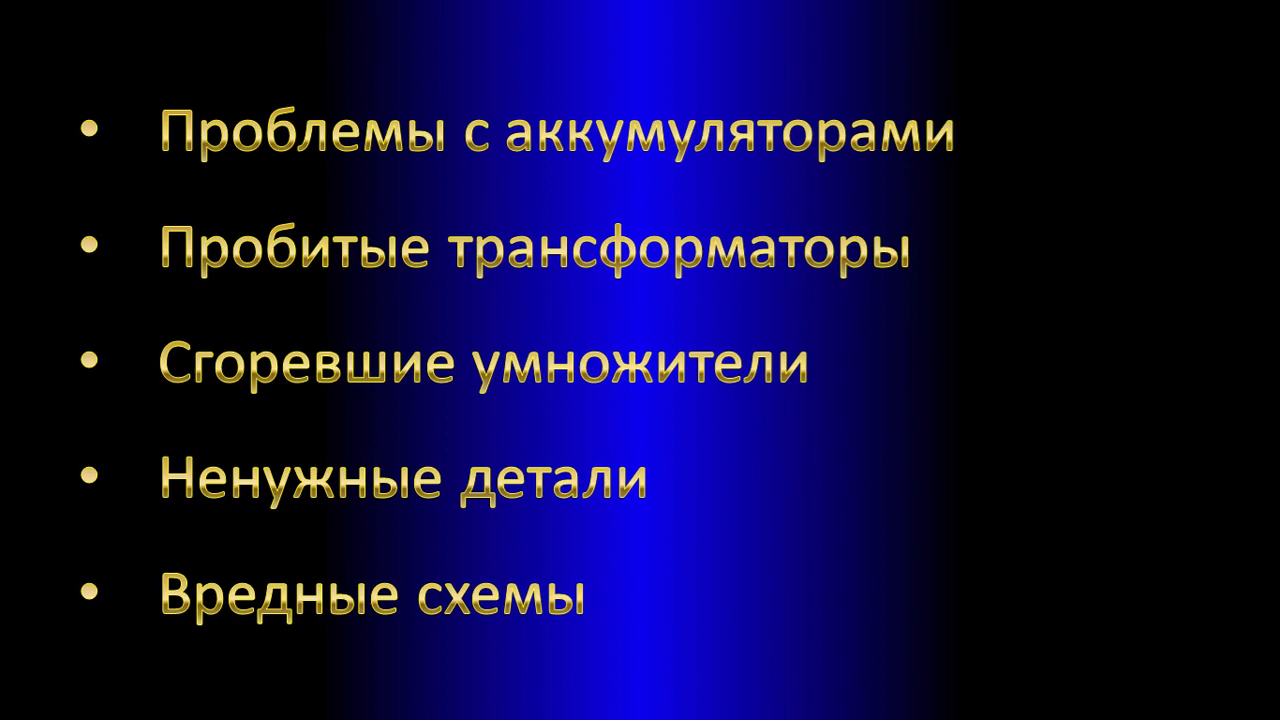 • Проблемы с аккумуляторами
• Пробитые трансформаторы
• Сгоревшие умножители
• Ненужные детали
• Вредные схемы